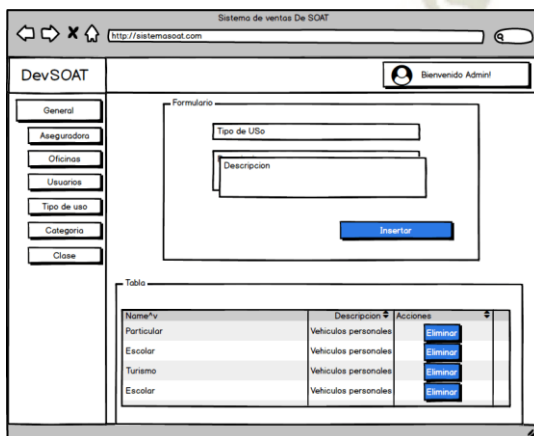 Sistema de ventas De SOAT
http://sistemasoat.com
DevSOAT
Bienvenido Admin!
General
Aseguradora
Oficinas
Usuarios
Tipo de uso
Categoria
Clase
Formulario
Tipo de USo
Descripcion
Insertar
Tabla
Name^v Descripcion Acciones
Particular Vehiculos personales Eliminar
Escolar Vehiculos personales Eliminar
Turismo Vehiculos personales Eliminar
Escolar Vehiculos personales Eliminar